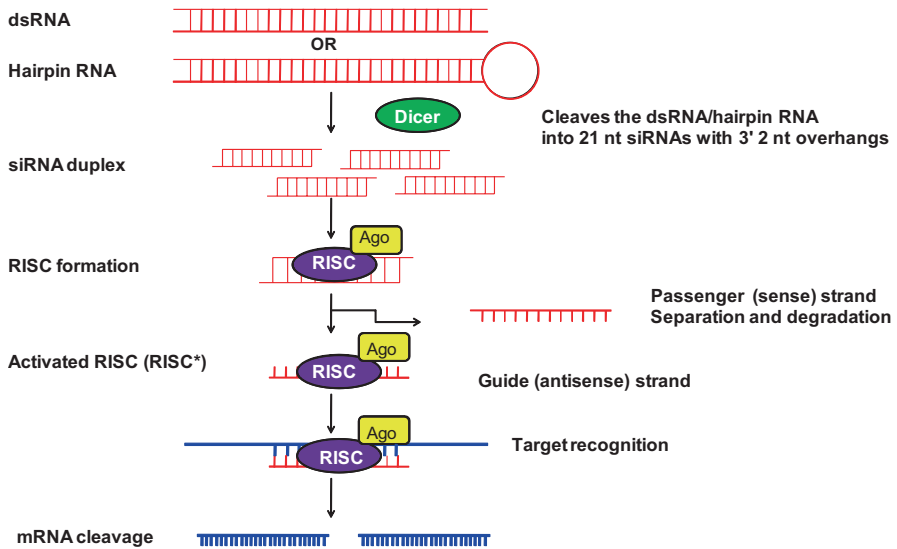 dsRNA
OR
Hairpin RNA
Dicer
Cleaves the dsRNA/hairpin RNA
into 21 nt siRNAs with 3' 2 nt overhangs
siRNA duplex
Ago
RISC
RISC formation
Passenger (sense) strand
Separation and degradation
Ago
RISC
Activated RISC (RISC*)
Guide (antisense) strand
Ago
RISC
Target recognition
mRNA cleavage